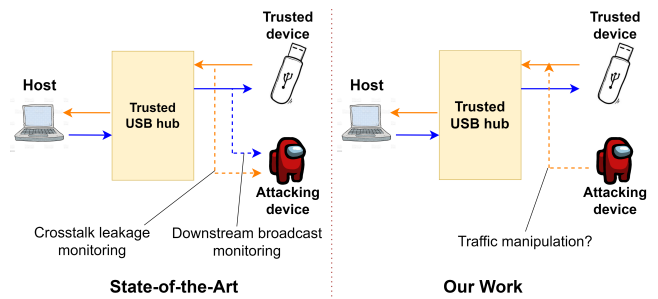 Trusted
device
Host
Trusted
USB hub
Attacking
device
Crosstalk leakage
monitoring
Downstream broadcast
monitoring
State-of-the-Art
Trusted
device
Host
Trusted
USB hub
Attacking
device
Traffic manipulation?
Our Work